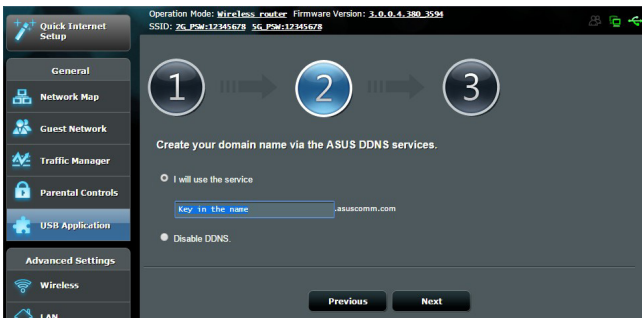 Quick Internet
Setup
Operation Mode: Wireless router Firmware Version: 3.0.0.4.380_3594
SSID: 2G_PSW:12345678 5G_PSW:12345678
General
Network Map
Guest Network
Traffic Manager
Parental Controls
USB Application
Advanced Settings
Wireless
LAN
1
2
3
Create your domain name via the ASUS DDNS services.
I will use the service
Key in the name .asuscomm.com
Disable DDNS.
Previous Next